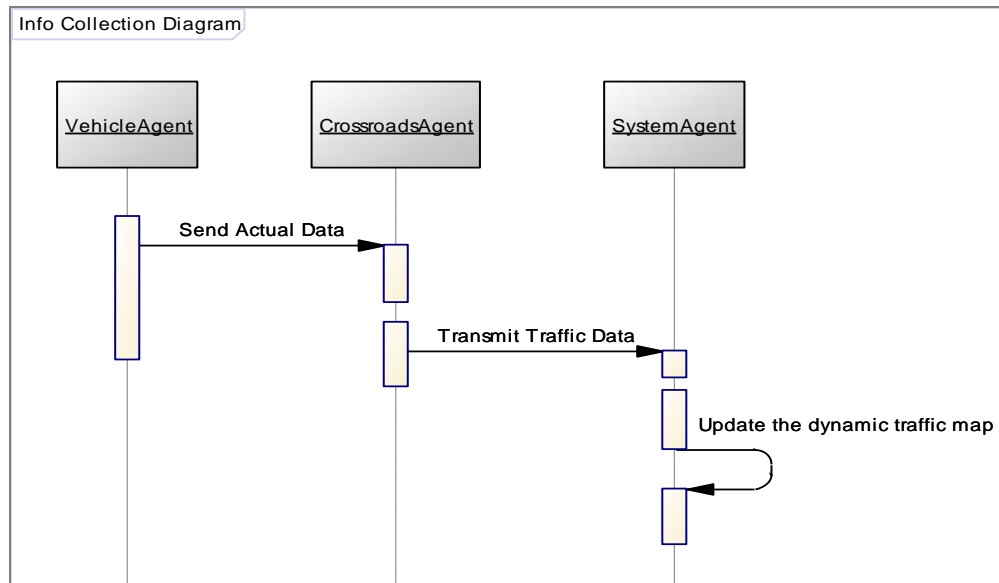 Info Collection Diagram
VehicleAgent
CrossroadsAgent
SystemAgent
Send Actual Data
Transmit Traffic Data
Update the dynamic traffic map